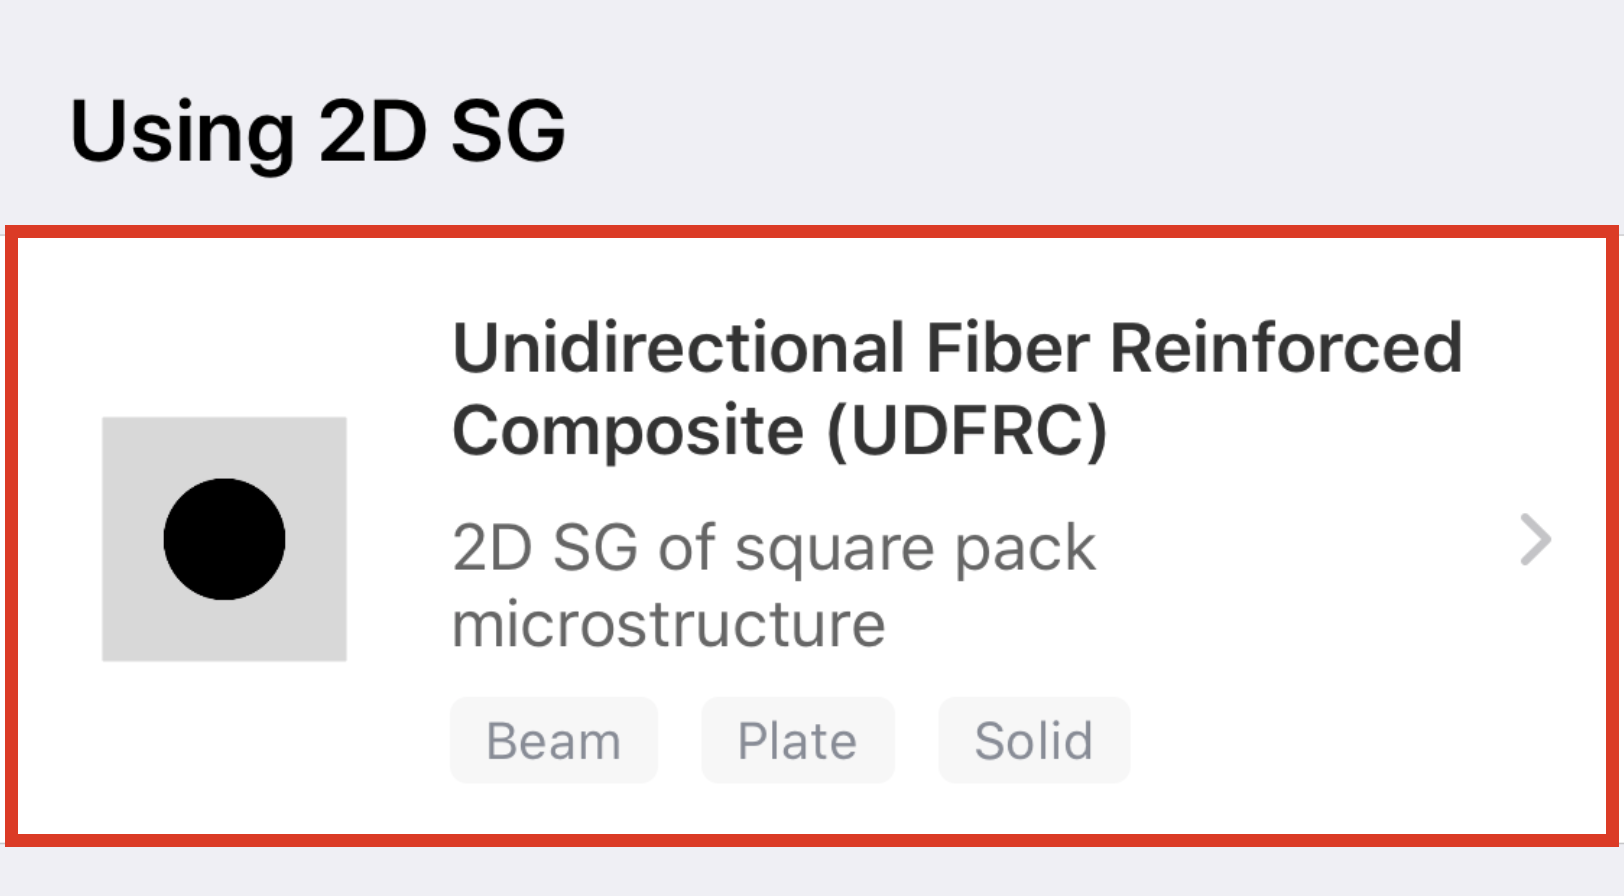 Using 2D SG
Unidirectional Fiber Reinforced
Composite (UDFRC)
2D SG of square pack
microstructure
Beam Plate Solid